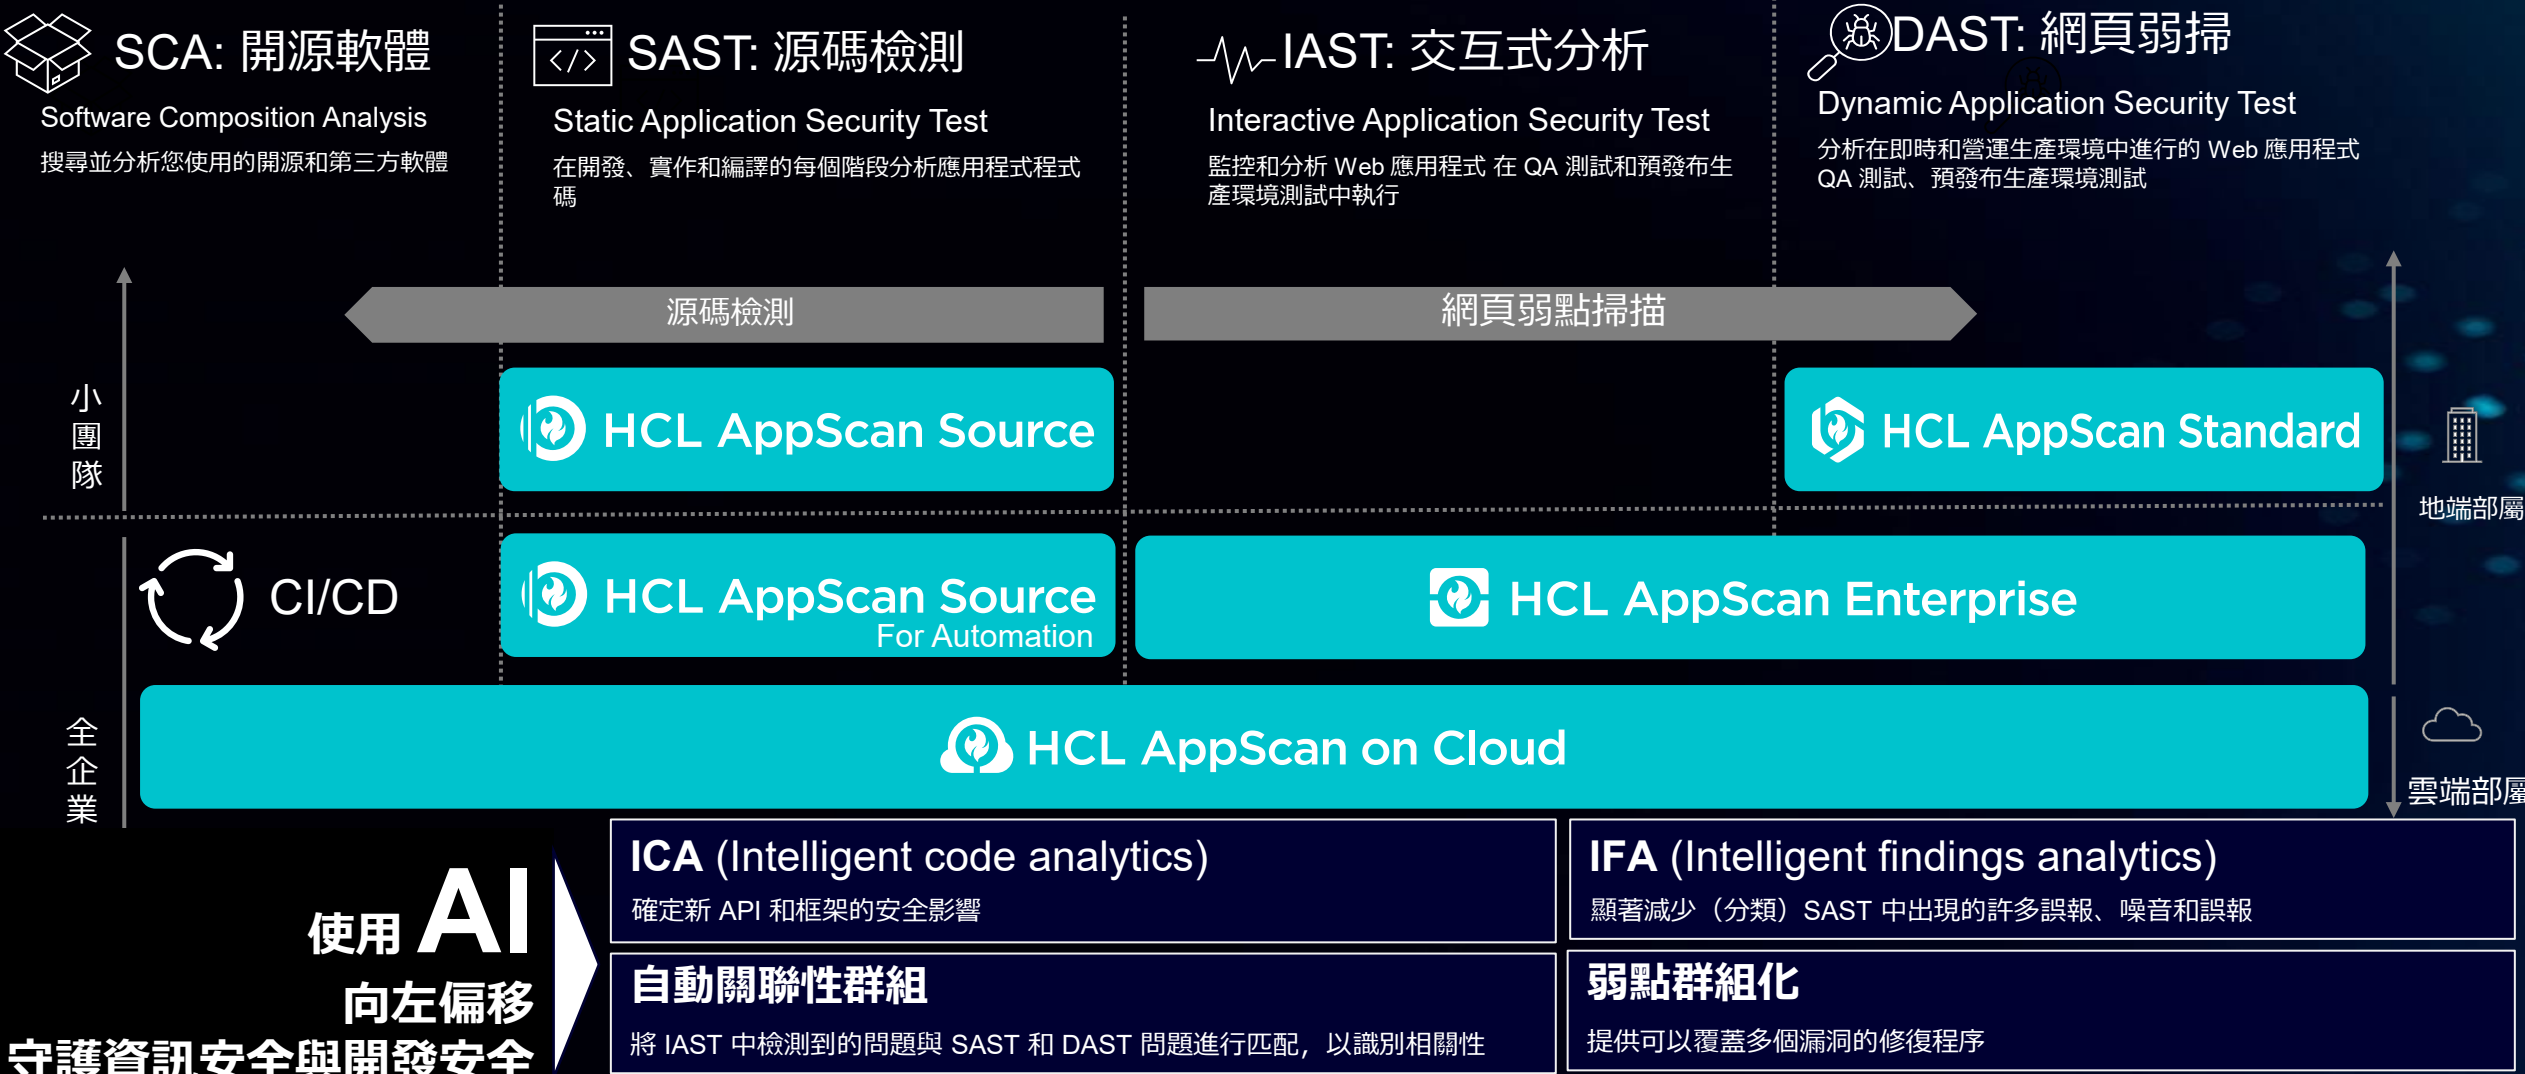 SCA: 開源軟體
Software Composition Analysis
搜尋並分析您使用的開源和第三方軟體
SAST: 源碼檢測
Static Application Security Test
在開發、實作和編譯的每個階段分析應用程式程式
碼
IAST: 交互式分析
Interactive Application Security Test
監控和分析 Web 應用程式 在 QA 測試和預發布生
產環境測試中執行
DAST: 網頁弱掃
Dynamic Application Security Test
分析在即時和營運生產環境中進行的 Web 應用程式
QA 測試、預發布生產環境測試
源碼檢測
網頁弱點掃描
小團隊
HCL AppScan Source
HCL AppScan Standard
地端部屬
CI/CD
HCL AppScan Source
For Automation
HCL AppScan Enterprise
全企業
HCL AppScan on Cloud
雲端部屬
使用 AI
向左偏移
守護資訊安全與開發安全
ICA (Intelligent code analytics)
確定新 API 和框架的安全影響
IFA (Intelligent findings analytics)
顯著減少（分類）SAST 中出現的許多誤報、噪音和誤報
自動關聯性群組
將 IAST 中檢測到的問題與 SAST 和 DAST 問題進行匹配，以識別相關性
弱點群組化
提供可以覆蓋多個漏洞的修復程序